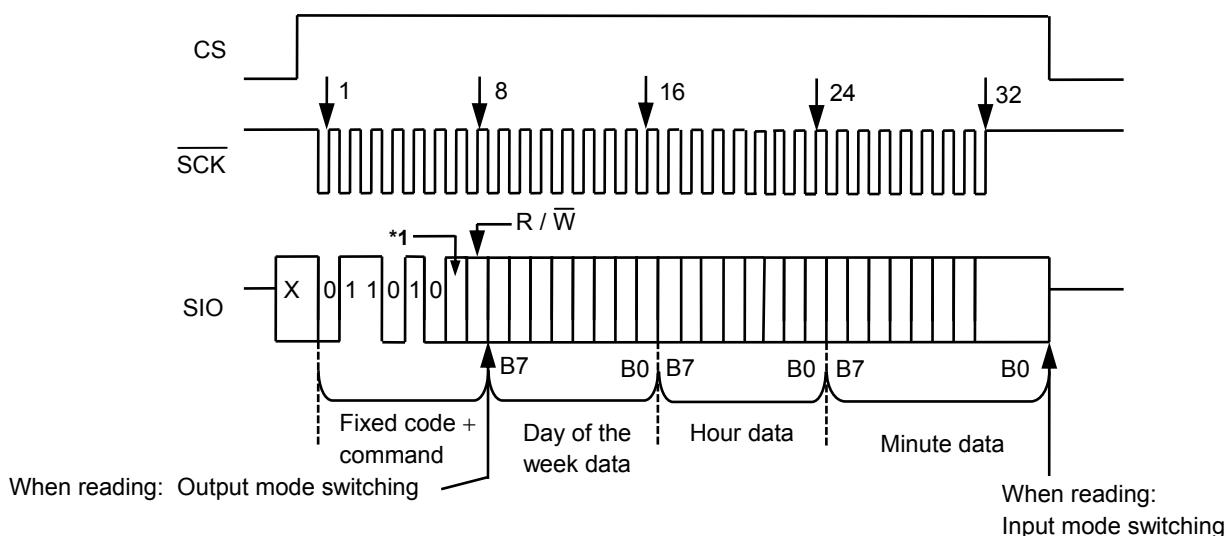 CS
1 8 16 24 32
SCK
*1 R / W
SIO X 0 1 1 0 1 0
B7 B0 B7 B0 B7 B0
Fixed code +
command
Day of the
week data
Hour data
Minute data
When reading: Output mode switching
When reading:
Input mode switching